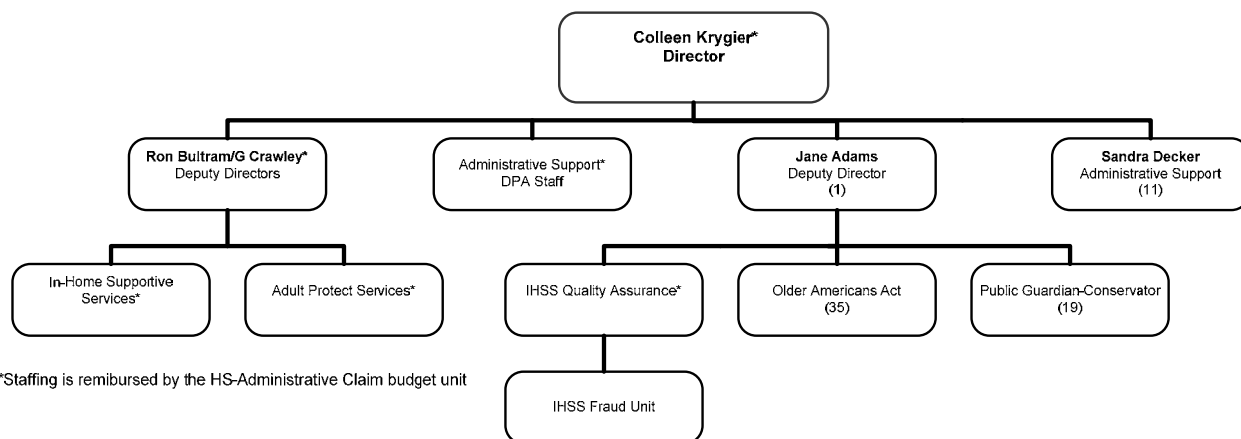 Colleen Krygier*
Director
Ron Bultram/G Crawley*
Deputy Directors
Administrative Support*
DPA Staff
Jane Adams
Deputy Director
(1)
Sandra Decker
Administrative Support
(11)
In-Home Supportive
Services*
Adult Protect Services*
IHSS Quality Assurance*
Older Americans Act
(35)
Public Guardian-Conservator
(19)
*Staffing is remibursed by the HS-Administrative Claim budget unit
IHSS Fraud Unit